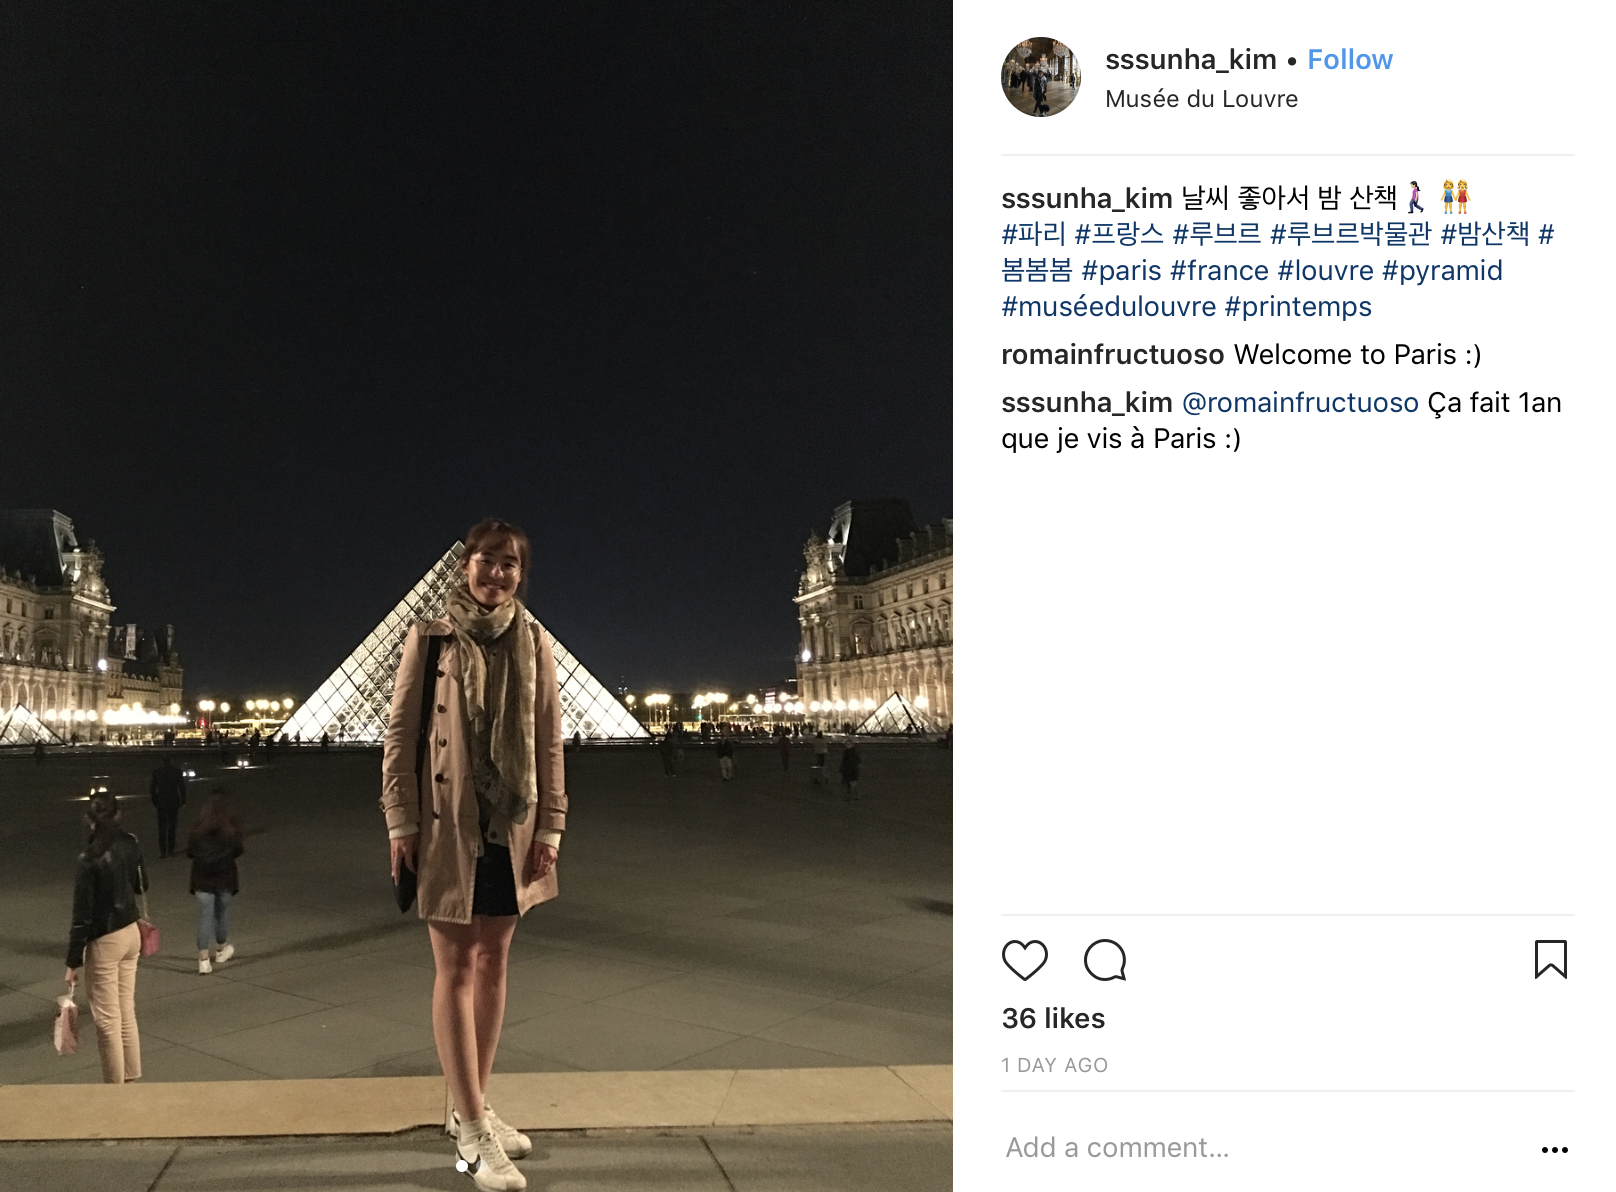 sssunha_kim • Follow
Musée du Louvre
sssunha_kim 날씨 좋아서 밤 산책🚶🏻‍♀️ 👭
#파리 #프랑스 #루브르 #루브르박물관 #밤산책 #
봄봄봄 #paris #france #louvre #pyramid
#muséedulouvre #printemps
romainfructuoso Welcome to Paris :)
sssunha_kim @romainfructuoso Ça fait 1an
que je vis à Paris :)
36 likes
1 DAY AGO
Add a comment...